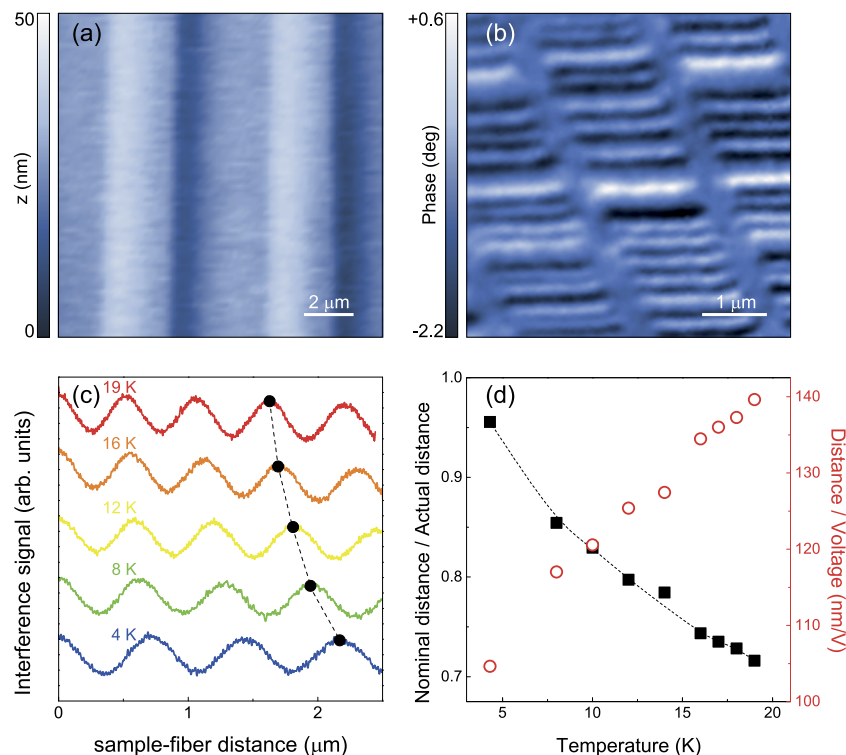 50
z (nm)
0
(a)
2 μm
+0.6
Phase (deg)
-2.2
(b)
1 μm
(c)
19 K
16 K
12 K
8 K
4 K
Interference signal (arb. units)
0
1
2
sample-fiber distance (μm)
(d)
1.0
0.9
0.8
0.7
Nominal distance / Actual distance
5
10
15
20
Temperature (K)
140
130
120
110
100
Distance / Voltage (nm/V)